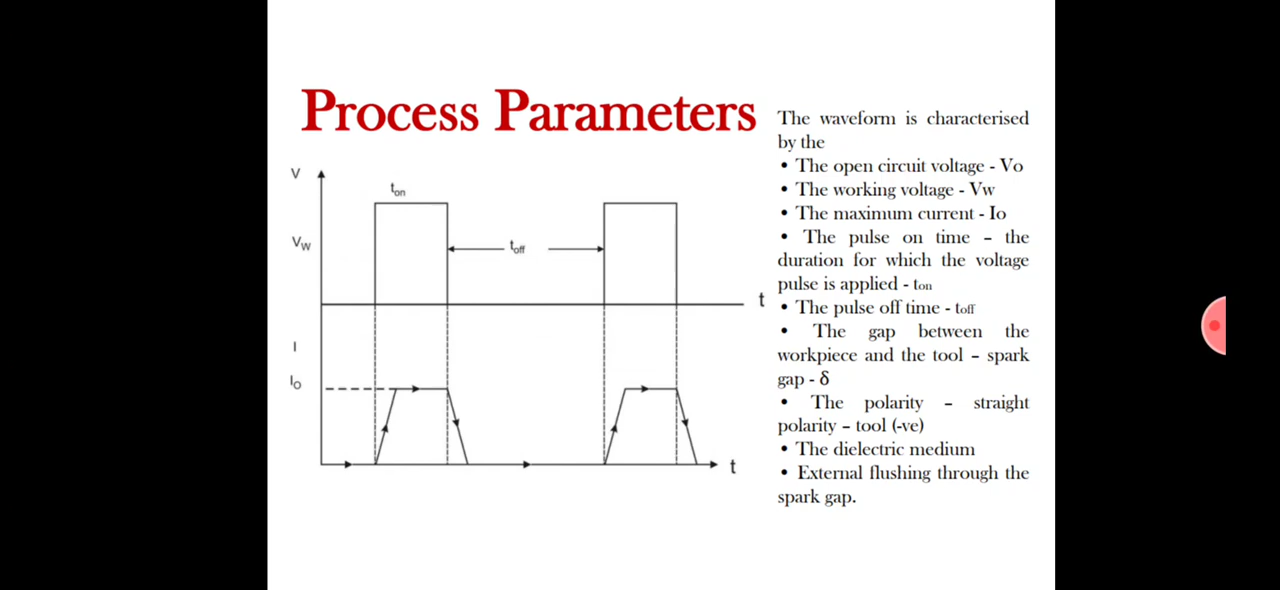 Process Parameters
V
ton
VW
toff
t
I
IO
t
The waveform is characterised
by the
• The open circuit voltage - Vo
• The working voltage - Vw
• The maximum current - Io
• The pulse on time – the
duration for which the voltage
pulse is applied - ton
• The pulse off time - toff
• The gap between the
workpiece and the tool – spark
gap - δ
• The polarity – straight
polarity – tool (-ve)
• The dielectric medium
• External flushing through the
spark gap.